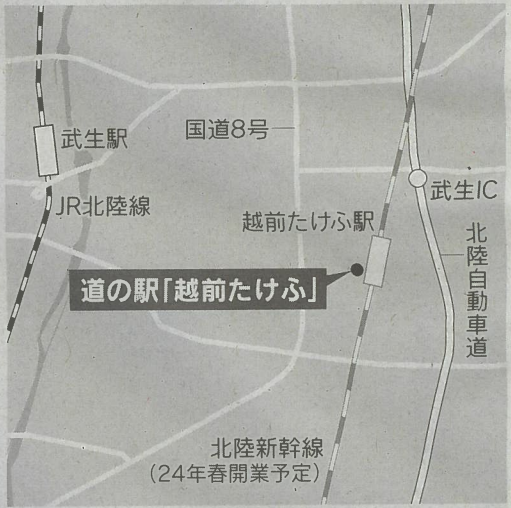 武生駅
国道8号
JR北陸線
武生IC
越前たけふ駅
北陸自動車道
道の駅「越前たけふ」
北陸新幹線
(24年春開業予定)